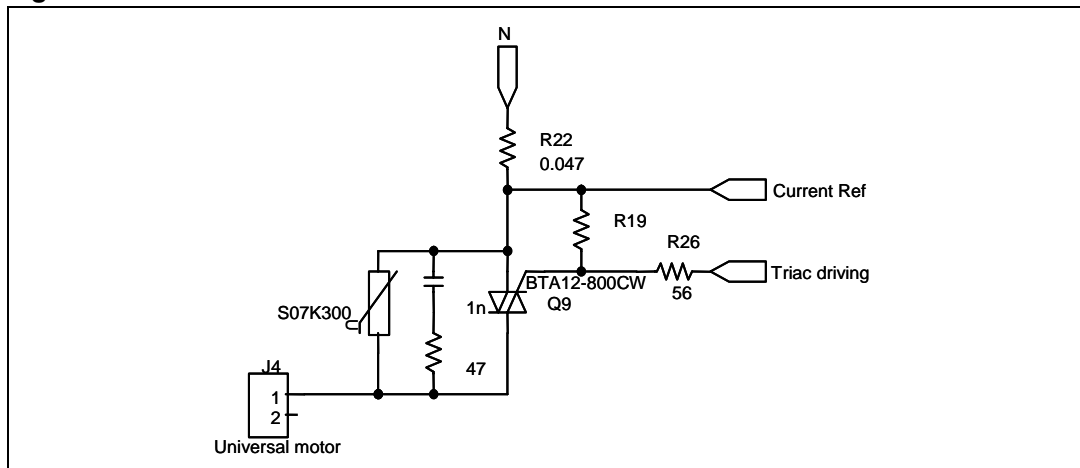 N
R22
0.047
Current Ref
R19
R26
Triac driving
BTA12-800CW
56
S07K300
U
1n
Q9
47
J4
1
2
Universal motor